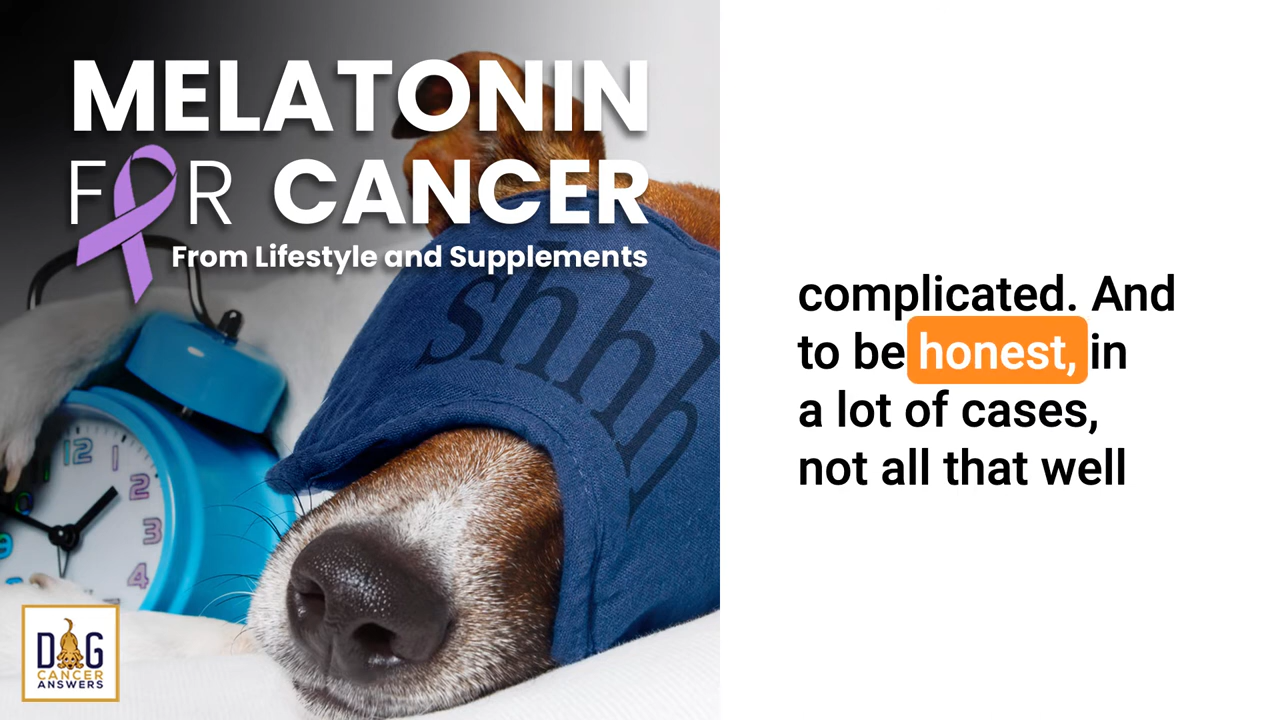 MELATONIN
FOR CANCER
From Lifestyle and Supplements
shhh
12
1
2
3
4
DOG
CANCER
ANSWERS
complicated. And
to be honest, in
a lot of cases,
not all that well